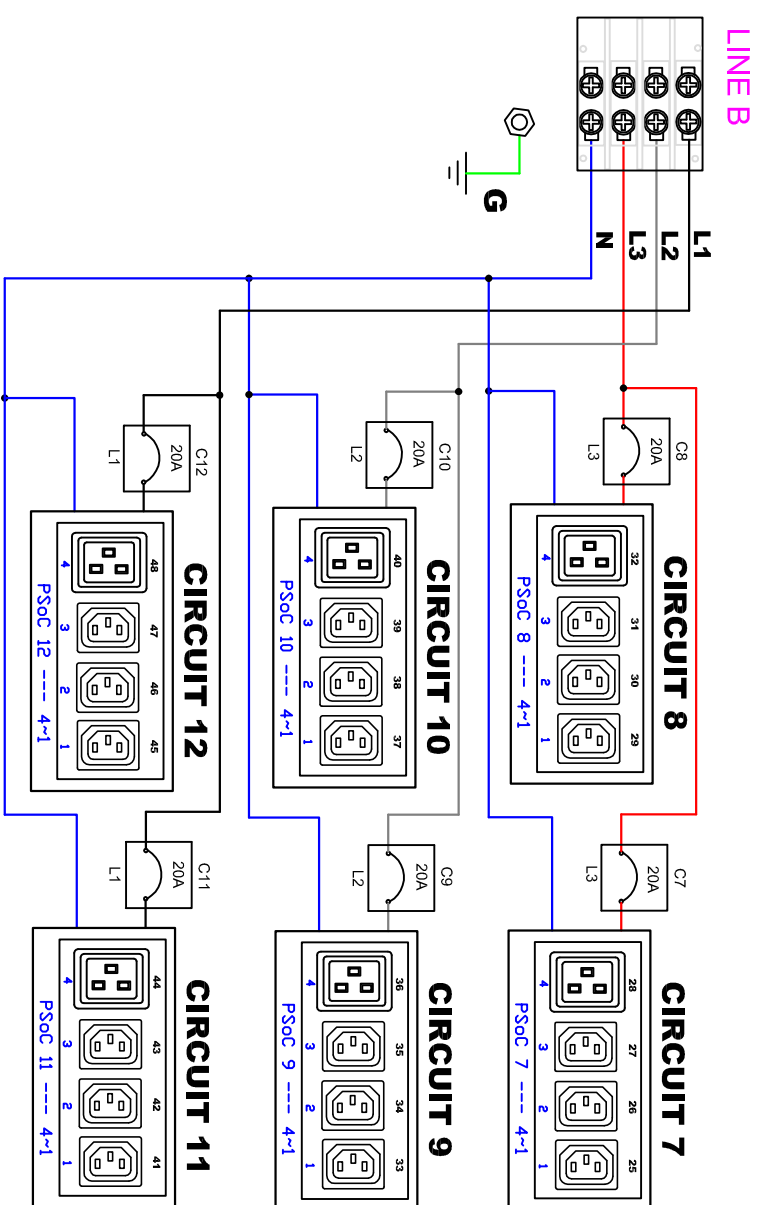 LINE B
L1
L2
L3
N
G
C8
20A
L3
CIRCUIT 8
32
31
30
29
4
3
2
1
PSoC 8 --- 4~1
C7
20A
L3
CIRCUIT 7
28
27
26
25
4
3
2
1
PSoC 7 --- 4~1
C10
20A
L2
CIRCUIT 10
40
39
38
37
4
3
2
1
PSoC 10 --- 4~1
C9
20A
L2
CIRCUIT 9
36
35
34
33
4
3
2
1
PSoC 9 --- 4~1
C12
20A
L1
CIRCUIT 12
48
47
46
45
4
3
2
1
PSoC 12 --- 4~1
C11
20A
L1
CIRCUIT 11
44
43
42
41
4
3
2
1
PSoC 11 --- 4~1